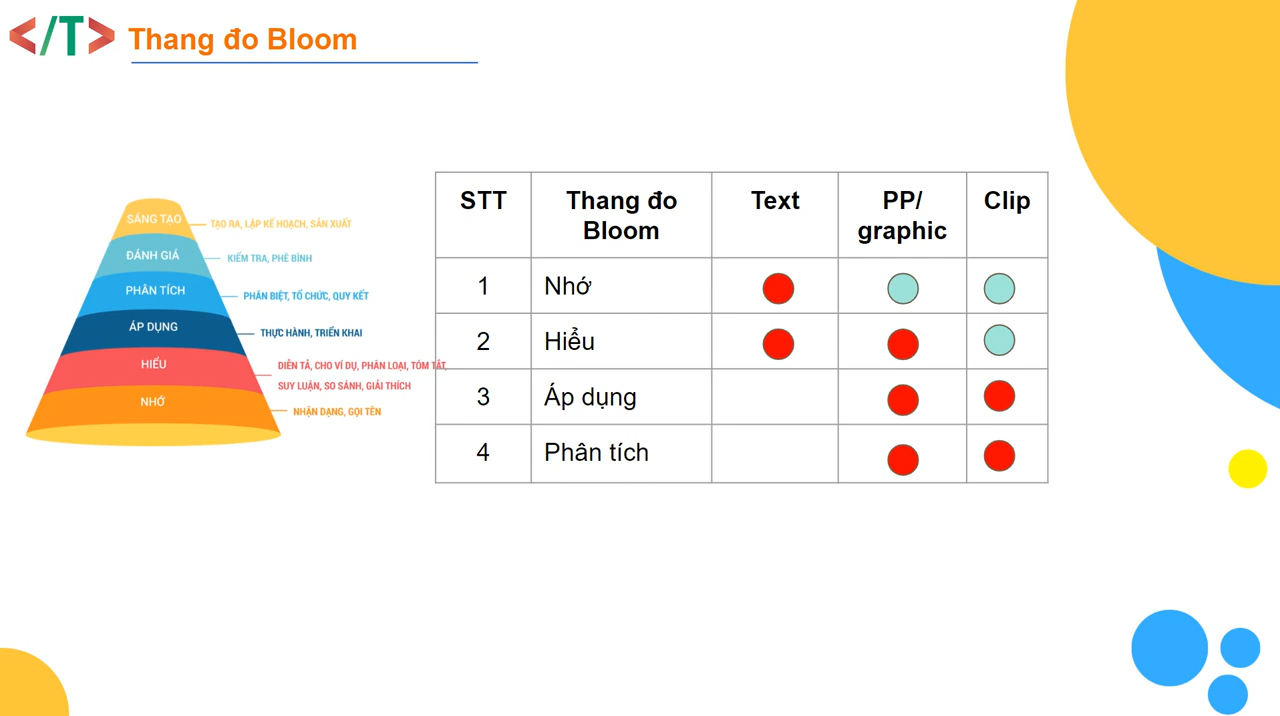 </T>
Thang đo Bloom
SÁNG TẠO
TẠO RA, LẬP KẾ HOẠCH, SẢN XUẤT
ĐÁNH GIÁ
KIỂM TRA, PHÊ BÌNH
PHÂN TÍCH
PHÂN BIỆT, TỔ CHỨC, QUY KẾT
ÁP DỤNG
THỰC HÀNH, TRIỂN KHAI
HIỂU
DIỄN TẢ, CHO VÍ DỤ, PHÂN LOẠI, TÓM TẮT,
SUY LUẬN, SO SÁNH, GIẢI THÍCH
NHỚ
NHẬN DẠNG, GỌI TÊN
STT Thang đo Bloom Text PP/ graphic Clip
1 Nhớ
2 Hiểu
3 Áp dụng
4 Phân tích